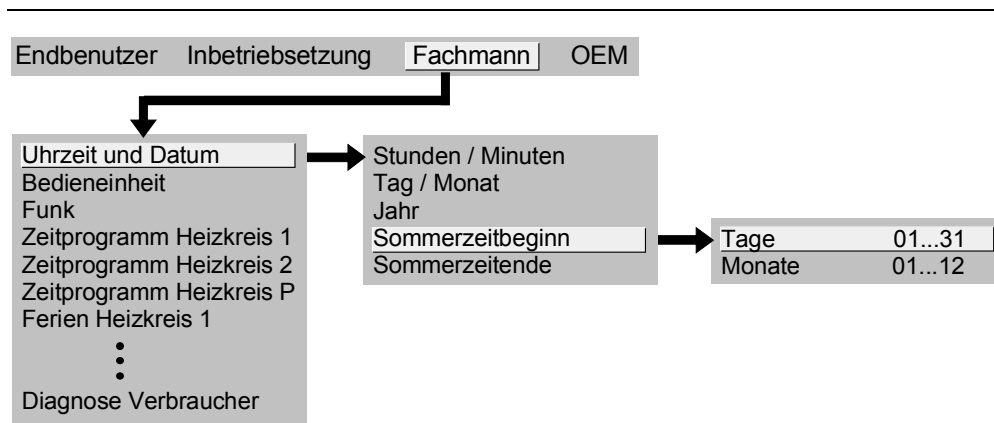 Endbenutzer Inbetriebsetzung Fachmann OEM
Uhrzeit und Datum
Bedieneinheit
Funk
Zeitprogramm Heizkreis 1
Zeitprogramm Heizkreis 2
Zeitprogramm Heizkreis P
Ferien Heizkreis 1
Diagnose Verbraucher
Stunden / Minuten
Tag / Monat
Jahr
Sommerzeitbeginn
Sommerzeitende
Tage 01...31
Monate 01...12